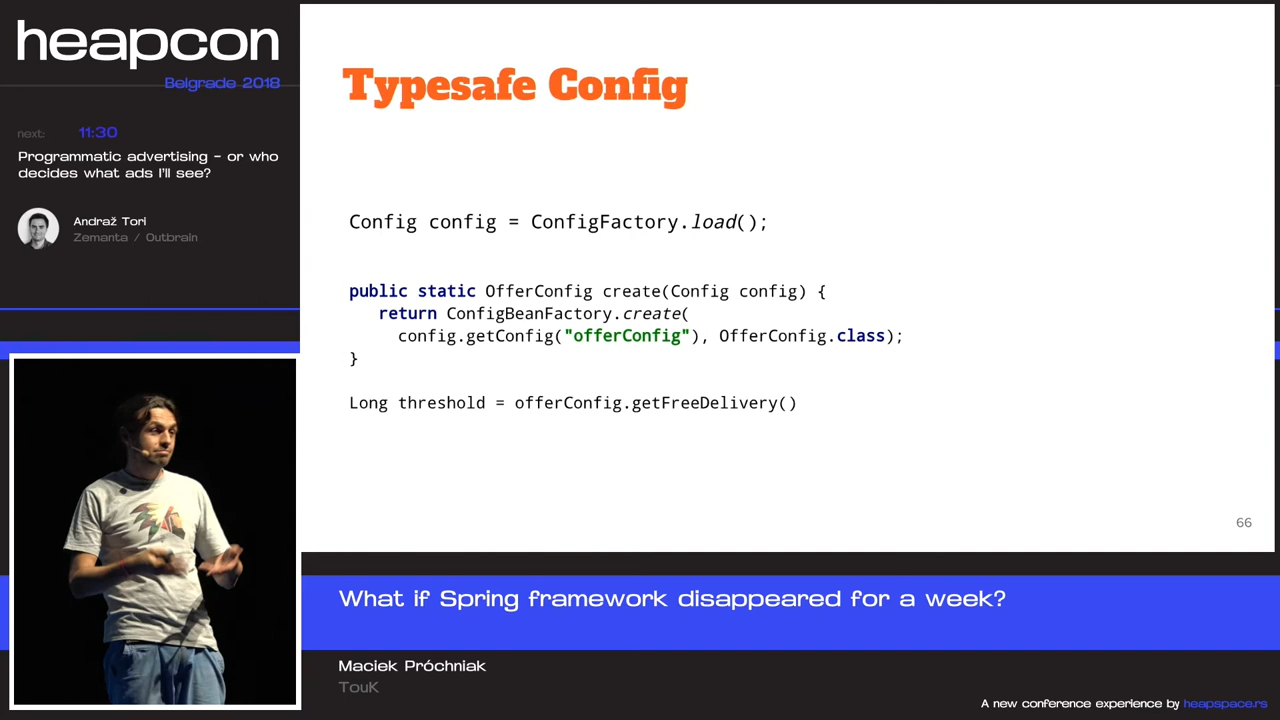 heapcon
Belgrade 2018
next: 11:30
Programmatic advertising - or who
decides what ads I'll see?
Andraž Tori
Zemanta / Outbrain
Typesafe Config
Config config = ConfigFactory.load();
public static OfferConfig create(Config config) {
return ConfigBeanFactory.create(
config.getConfig("offerConfig"), OfferConfig.class);
}
Long threshold = offerConfig.getFreeDelivery()
66
What if Spring framework disappeared for a week?
Maciek Próchniak
TouK
A new conference experience by heapspace.rs